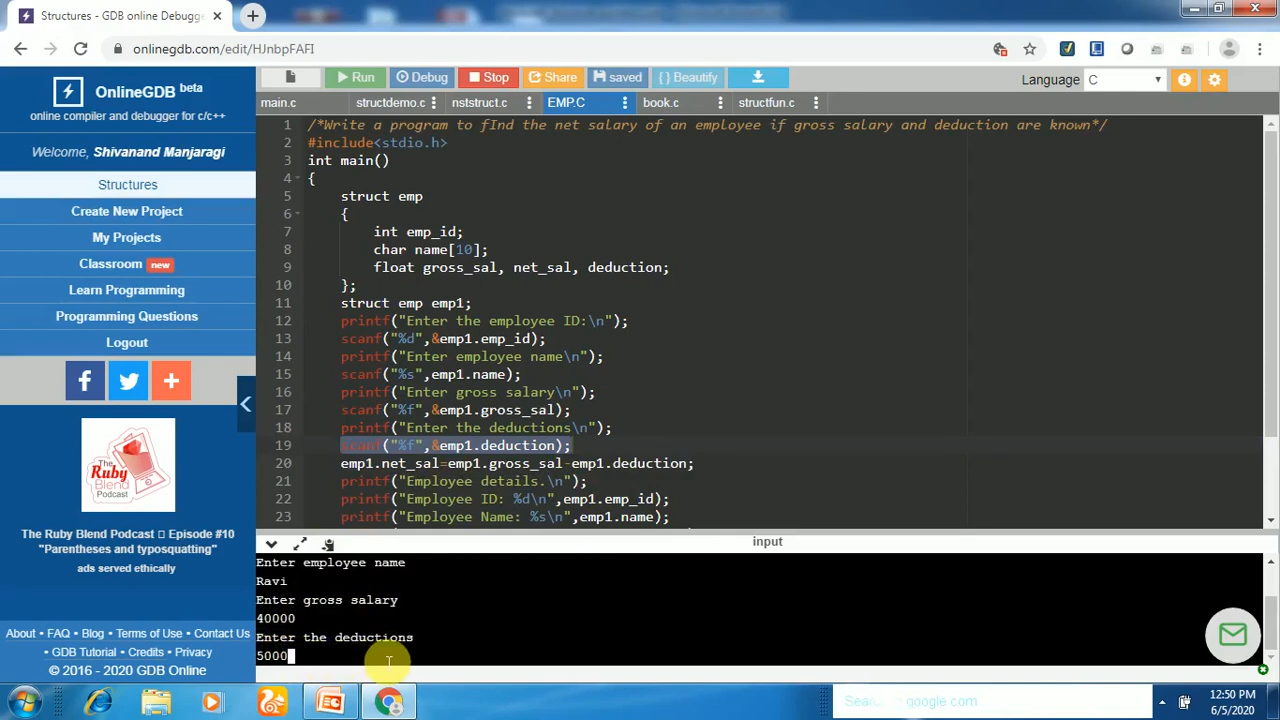 Structures - GDB online Debugge
onlinegdb.com/edit/HJnbpFAFI
OnlineGDB beta
online compiler and debugger for c/c++
Welcome, Shivanand Manjaragi
Structures
Create New Project
My Projects
Classroom new
Learn Programming
Programming Questions
Logout
The Ruby Blend Podcast
The Ruby Blend Podcast Episode #10
"Parentheses and typosquatting"
ads served ethically
About • FAQ • Blog • Terms of Use • Contact Us
• GDB Tutorial • Credits • Privacy
© 2016 - 2020 GDB Online
Run Debug Stop Share saved { } Beautify
Language C
main.c structdemo.c nststruct.c EMP.C book.c structfun.c
1 /*Write a program to fInd the net salary of an employee if gross salary and deduction are known*/
2 #include<stdio.h>
3 int main()
4 {
5 struct emp
6 {
7 int emp_id;
8 char name[10];
9 float gross_sal, net_sal, deduction;
10 };
11 struct emp emp1;
12 printf("Enter the employee ID:\n");
13 scanf("%d",&emp1.emp_id);
14 printf("Enter employee name\n");
15 scanf("%s",emp1.name);
16 printf("Enter gross salary\n");
17 scanf("%f",&emp1.gross_sal);
18 printf("Enter the deductions\n");
19 scanf("%f",&emp1.deduction);
20 emp1.net_sal=emp1.gross_sal-emp1.deduction;
21 printf("Employee details.\n");
22 printf("Employee ID: %d\n",emp1.emp_id);
23 printf("Employee Name: %s\n",emp1.name);
input
Enter employee name
Ravi
Enter gross salary
40000
Enter the deductions
5000
google.com
12:50 PM
6/5/2020